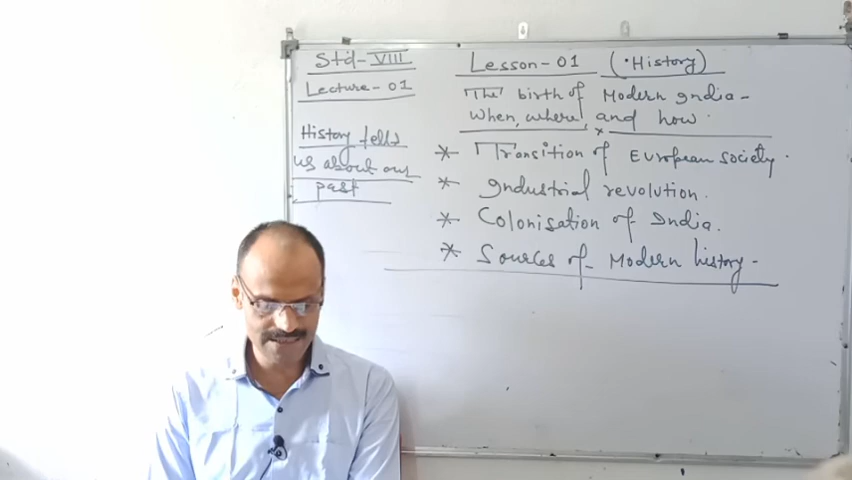 Std-VIII
Lecture-01
History tells
us about our
past
Lesson-01 (History)
The birth of Modern India-
when, where, and how.
* Transition of European society.
* Industrial revolution.
* Colonisation of India.
* Sources of Modern history-